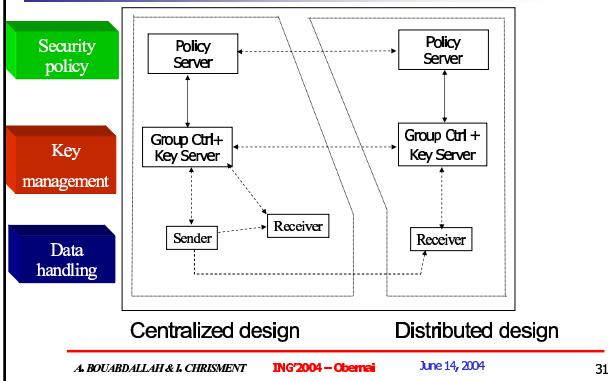 Security
policy
Key
management
Data
handling
Policy
Server
Policy
Server
Group Ctrl+
Key Server
Group Ctrl +
Key Server
Sender
Receiver
Receiver
Centralized design
Distributed design
A. BOUABDALLAH & I. CHRISMENT
ING'2004 – Obernai
June 14, 2004
31